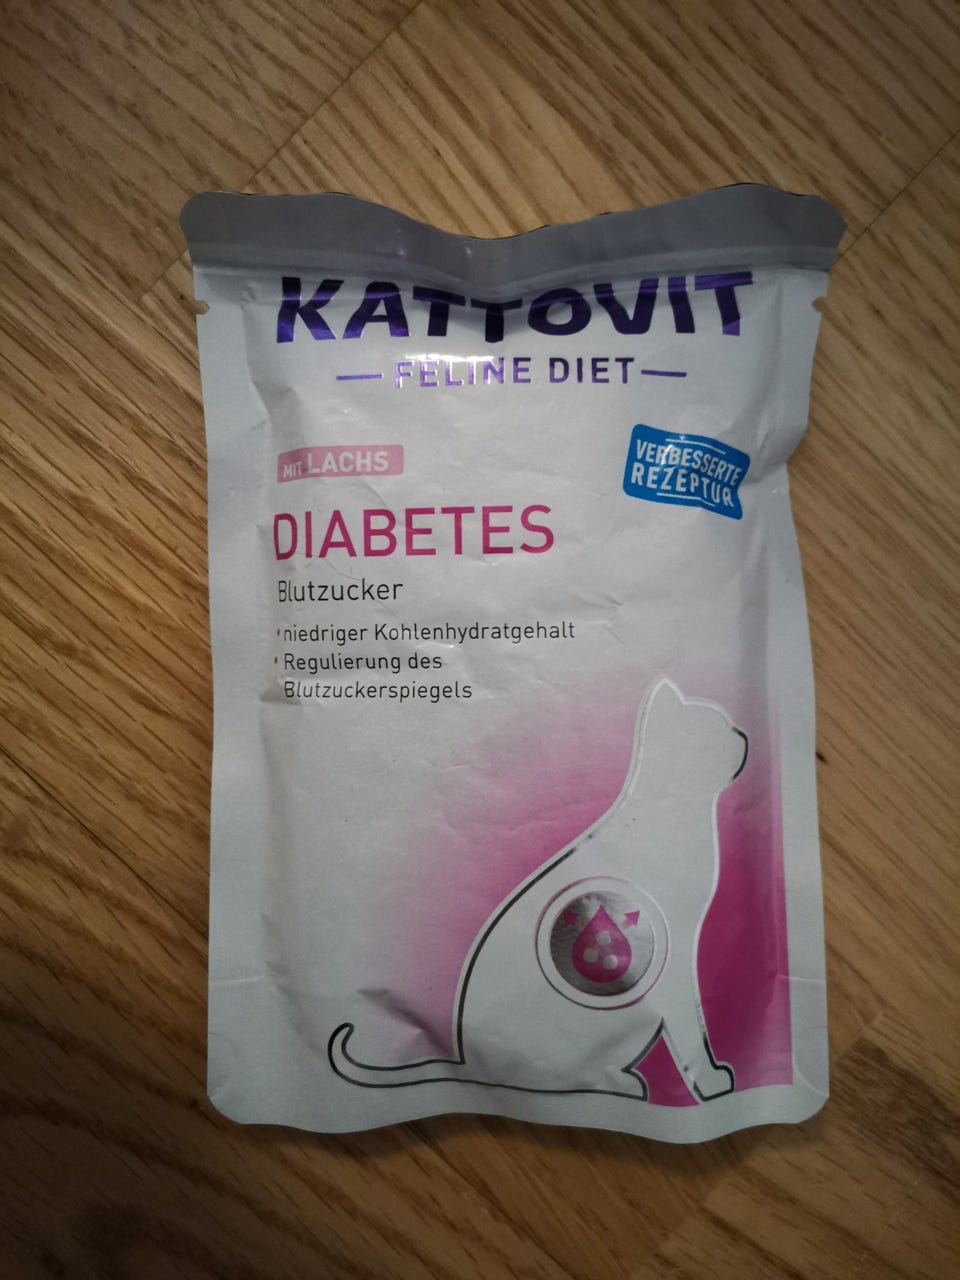 KATTOVIT
FELINE DIET
MIT LACHS
VERBESSERTE
REZEPTUR
DIABETES
Blutzucker
• niedriger Kohlenhydratgehalt
• Regulierung des
Blutzuckerspiegels